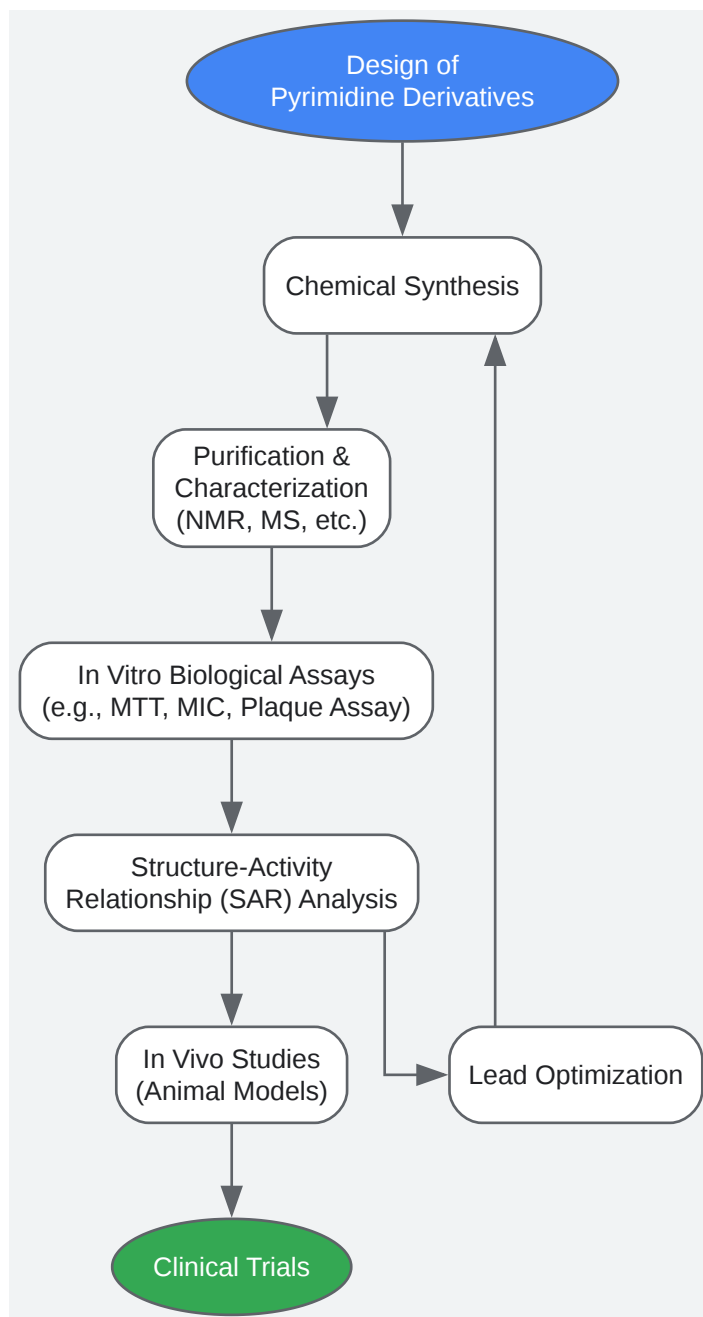 Design of
Pyrimidine Derivatives
Chemical Synthesis
Purification &
Characterization
(NMR, MS, etc.)
In Vitro Biological Assays
(e.g., MTT, MIC, Plaque Assay)
Structure-Activity
Relationship (SAR) Analysis
In Vivo Studies
(Animal Models)
Lead Optimization
Clinical Trials